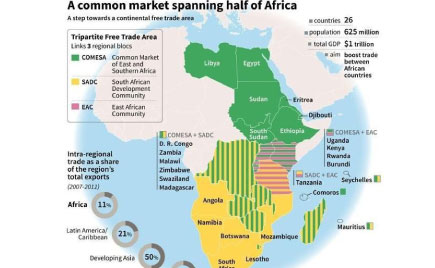 A common market spanning half of Africa
A step towards a continental free trade area
countries 26
population 625 million
total GDP $1 trillion
aim boost trade
between
African
countries
Tripartite Free Trade Area
Links 3 regional blocs
COMESA Common Market
of East and
Southern Africa
SADC South African
Development
Community
EAC East African
Community
Libya
Egypt
Sudan
Eritrea
Djibouti
South
Sudan
Ethiopia
COMESA + SADC
D. R. Congo
Zambia
Malawi
Zimbabwe
Swaziland
Madagascar
COMESA + EAC
Uganda
Kenya
Rwanda
Burundi
SADC + EAC
Tanzania
Seychelles
Comoros
Mauritius
Intra-regional
trade as a share
of the region's
total exports
(2007-2011)
Africa 11%
Latin America/
Caribbean 21%
Developing Asia 50%
Angola
Namibia
Botswana
Mozambique
Lesotho
South